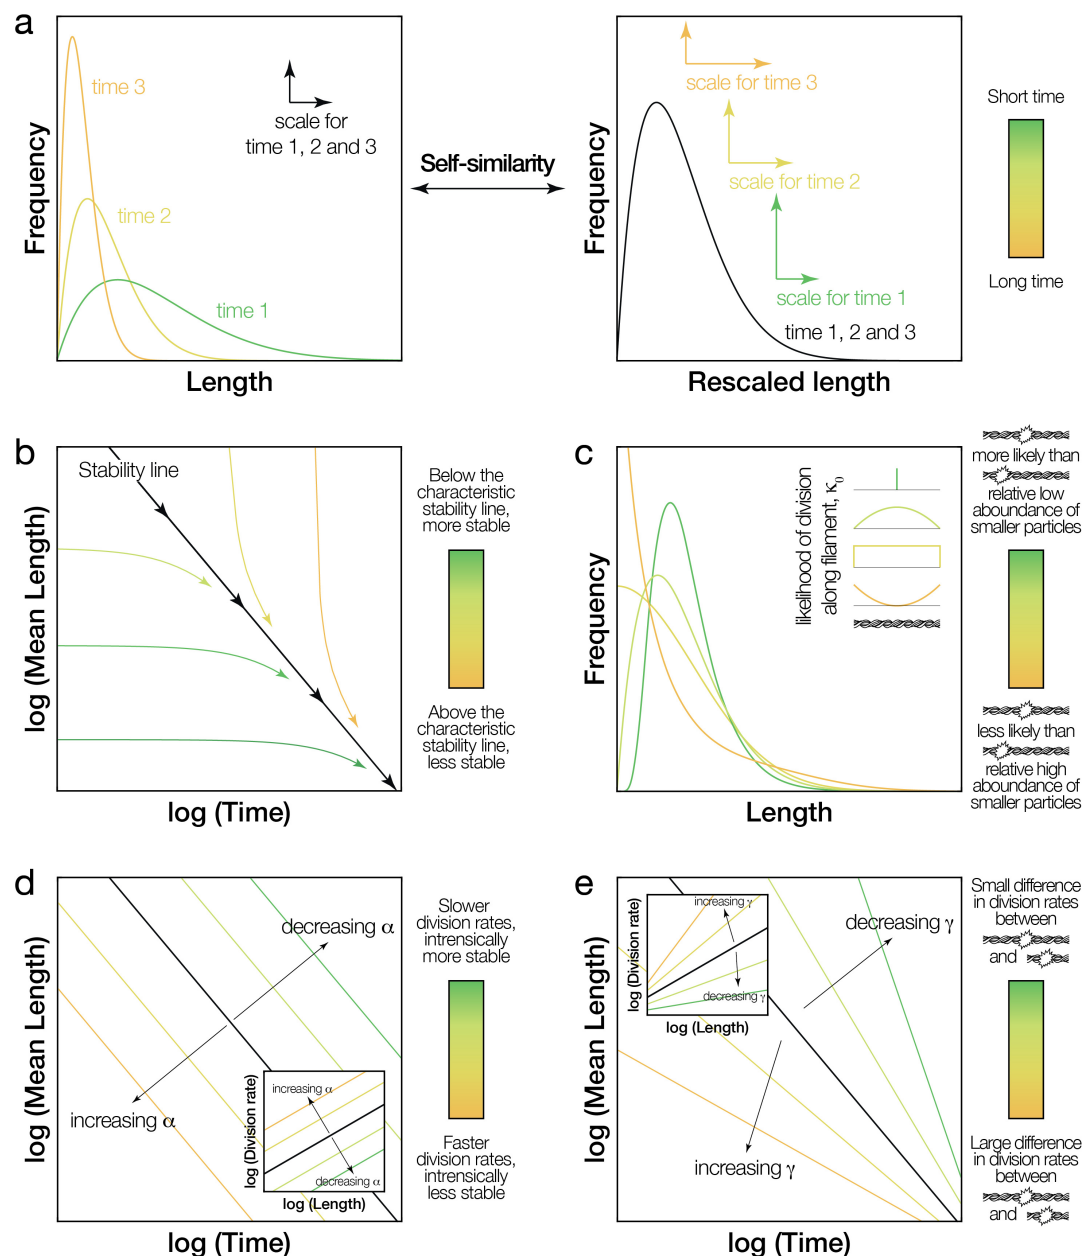 a
Frequency
time 3
time 2
time 1
scale for
time 1, 2 and 3
Length
Self-similarity
Frequency
scale for time 3
scale for time 2
scale for time 1
time 1, 2 and 3
Rescaled length
Short time
Long time
b
log (Mean Length)
Stability line
log (Time)
Below the
characteristic
stability line,
more stable
Above the
characteristic
stability line,
less stable
c
Frequency
likelihood of division
along filament, κ0
Length
more likely than
relative low
aboundance of
smaller particles
less likely than
relative high
aboundance of
smaller particles
d
log (Mean Length)
decreasing α
increasing α
log (Division rate)
increasing α
decreasing α
log (Length)
log (Time)
Slower
division rates,
intrensically
more stable
Faster
division rates,
intrensically
less stable
e
log (Mean Length)
log (Division rate)
increasing γ
decreasing γ
log (Length)
decreasing γ
increasing γ
log (Time)
Small difference
in division rates
between
and
Large difference
in division rates
between
and